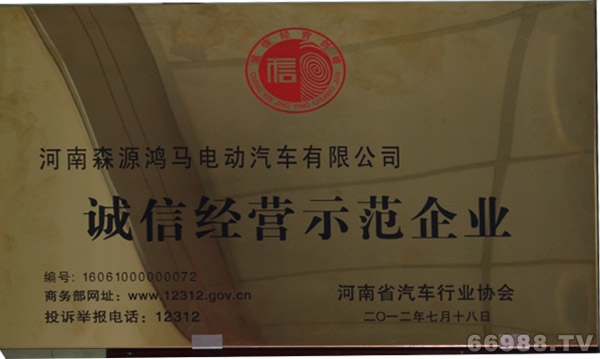 信
河南森源鸿马电动汽车有限公司
诚信经营示范企业
编号: 16061000000072
商务部网址: www.12312.gov.cn
投诉举报电话: 12312
河南省汽车行业协会
二〇一二年七月十八日
66988.TV